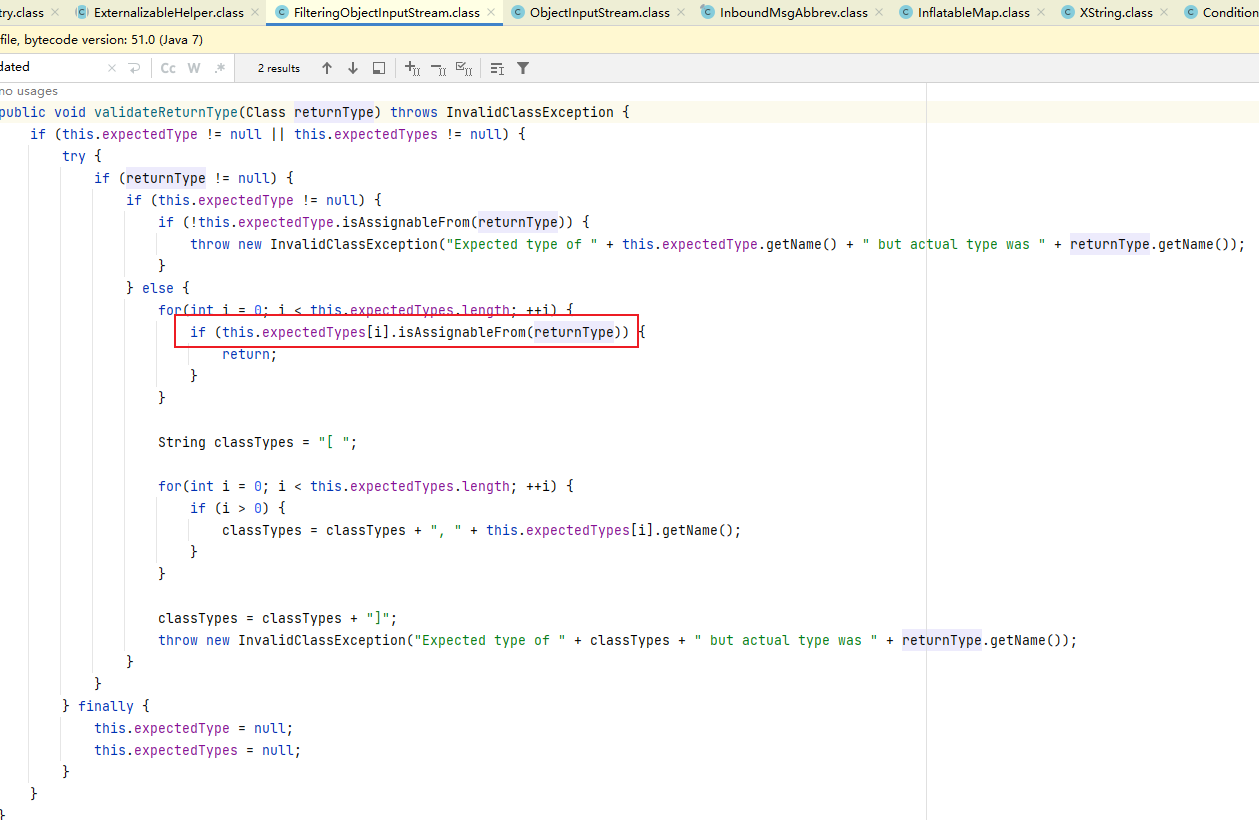 try.class ExternalizableHelper.class FilteringObjectInputStream.class ObjectInputStream.class InboundMsgAbbrev.class InflatableMap.class XString.class Condition
file, bytecode version: 51.0 (Java 7)
dated Cc W .* 2 results
no usages
public void validateReturnType(Class returnType) throws InvalidClassException {
if (this.expectedType != null || this.expectedTypes != null) {
try {
if (returnType != null) {
if (this.expectedType != null) {
if (!this.expectedType.isAssignableFrom(returnType)) {
throw new InvalidClassException("Expected type of " + this.expectedType.getName() + " but actual type was " + returnType.getName());
}
} else {
for(int i = 0; i < this.expectedTypes.length; ++i) {
if (this.expectedTypes[i].isAssignableFrom(returnType)) {
return;
}
}
String classTypes = "[ ";
for(int i = 0; i < this.expectedTypes.length; ++i) {
if (i > 0) {
classTypes = classTypes + ", " + this.expectedTypes[i].getName();
}
}
classTypes = classTypes + "]";
throw new InvalidClassException("Expected type of " + classTypes + " but actual type was " + returnType.getName());
}
}
} finally {
this.expectedType = null;
this.expectedTypes = null;
}
}
}